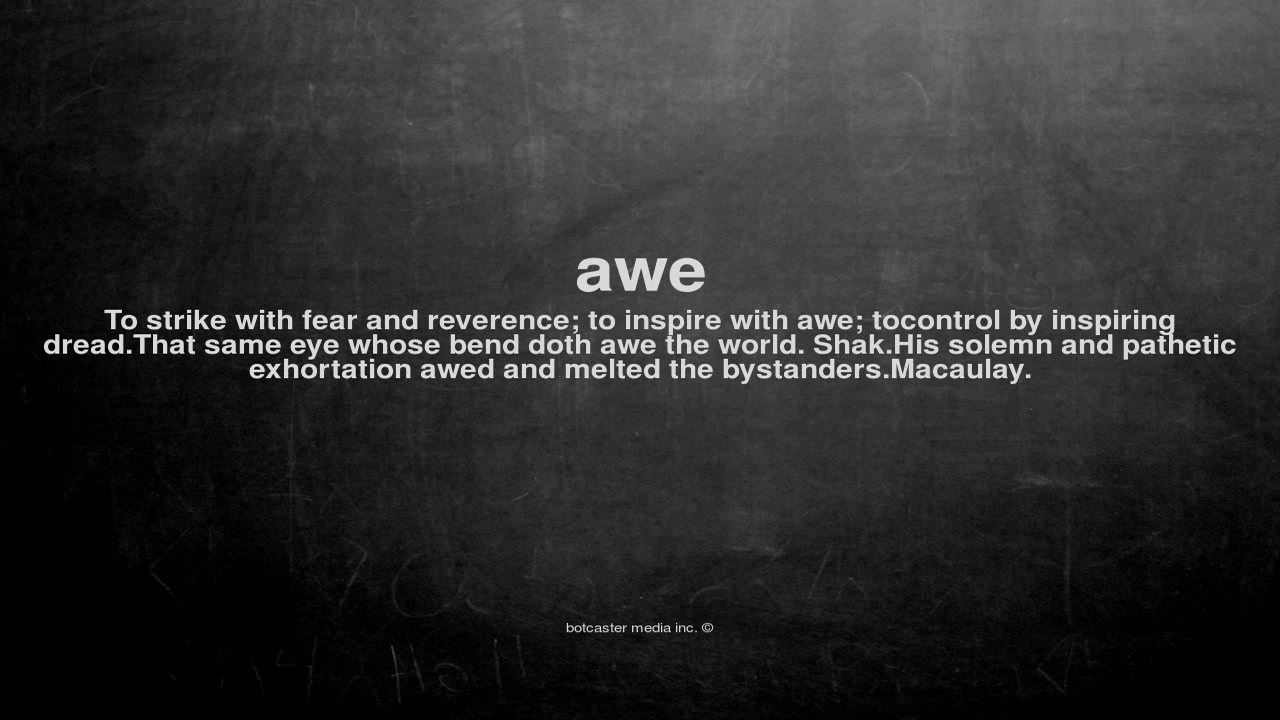 awe
To strike with fear and reverence; to inspire with awe; tocontrol by inspiring
dread.That same eye whose bend doth awe the world. Shak.His solemn and pathetic
exhortation awed and melted the bystanders.Macaulay.
botcaster media inc. ©